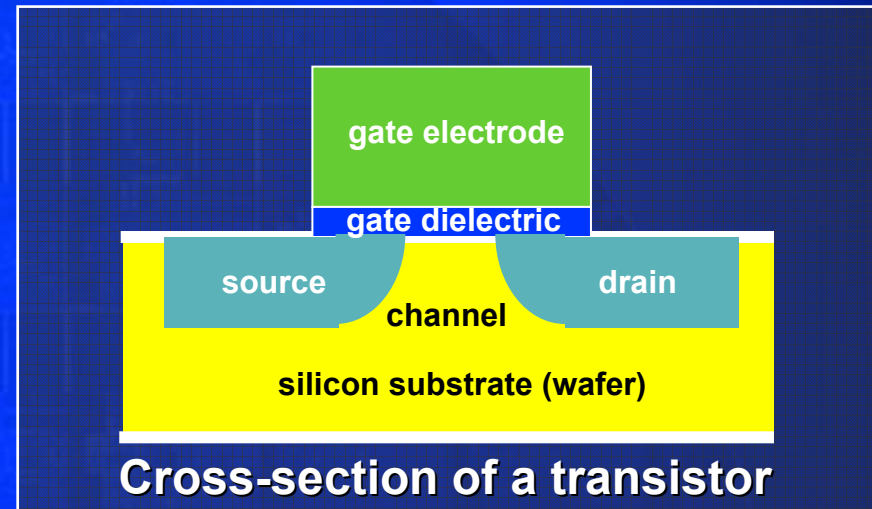 gate electrode
gate dielectric
source
drain
channel
silicon substrate (wafer)
Cross-section of a transistor